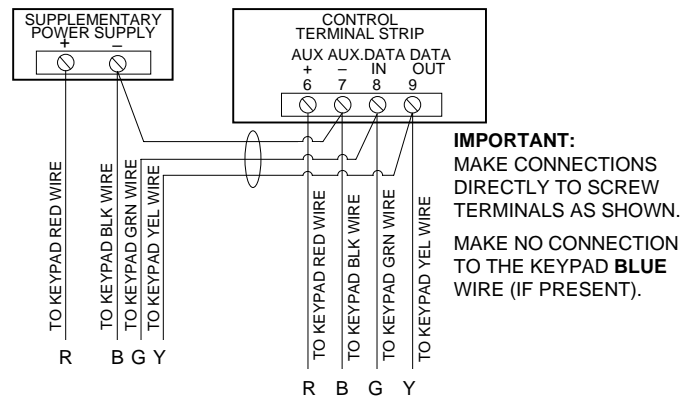 SUPPLEMENTARY
POWER SUPPLY
+ –
CONTROL
TERMINAL STRIP
AUX AUX. DATA DATA
+ – IN OUT
6 7 8 9
IMPORTANT:
MAKE CONNECTIONS
DIRECTLY TO SCREW
TERMINALS AS SHOWN.
MAKE NO CONNECTION
TO THE KEYPAD BLUE
WIRE (IF PRESENT).
TO KEYPAD RED WIRE
TO KEYPAD BLK WIRE
TO KEYPAD GRN WIRE
TO KEYPAD YEL WIRE
R B G Y
TO KEYPAD RED WIRE
TO KEYPAD BLK WIRE
TO KEYPAD GRN WIRE
TO KEYPAD YEL WIRE
R B G Y